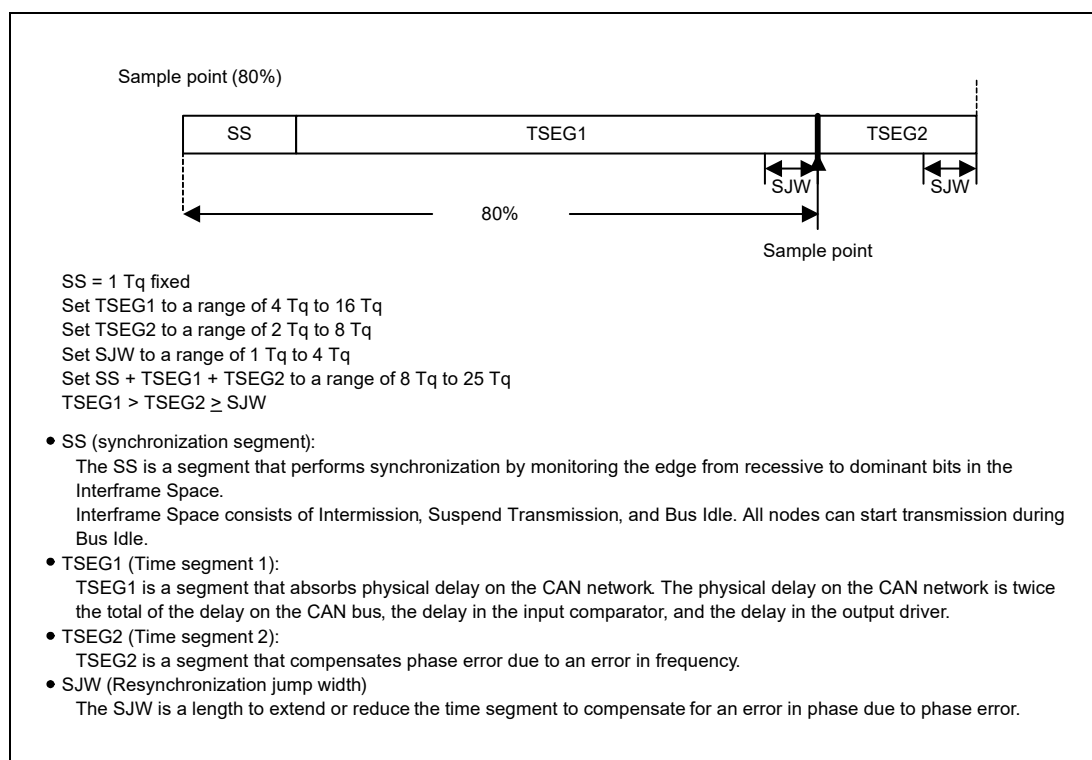 Sample point (80%)
SS TSEG1 TSEG2
SJW SJW
80%
Sample point
SS = 1 Tq fixed
Set TSEG1 to a range of 4 Tq to 16 Tq
Set TSEG2 to a range of 2 Tq to 8 Tq
Set SJW to a range of 1 Tq to 4 Tq
Set SS + TSEG1 + TSEG2 to a range of 8 Tq to 25 Tq
TSEG1 > TSEG2 ≥ SJW
• SS (synchronization segment):
The SS is a segment that performs synchronization by monitoring the edge from recessive to dominant bits in the
Interframe Space.
Interframe Space consists of Intermission, Suspend Transmission, and Bus Idle. All nodes can start transmission during
Bus Idle.
• TSEG1 (Time segment 1):
TSEG1 is a segment that absorbs physical delay on the CAN network. The physical delay on the CAN network is twice
the total of the delay on the CAN bus, the delay in the input comparator, and the delay in the output driver.
• TSEG2 (Time segment 2):
TSEG2 is a segment that compensates phase error due to an error in frequency.
• SJW (Resynchronization jump width)
The SJW is a length to extend or reduce the time segment to compensate for an error in phase due to phase error.